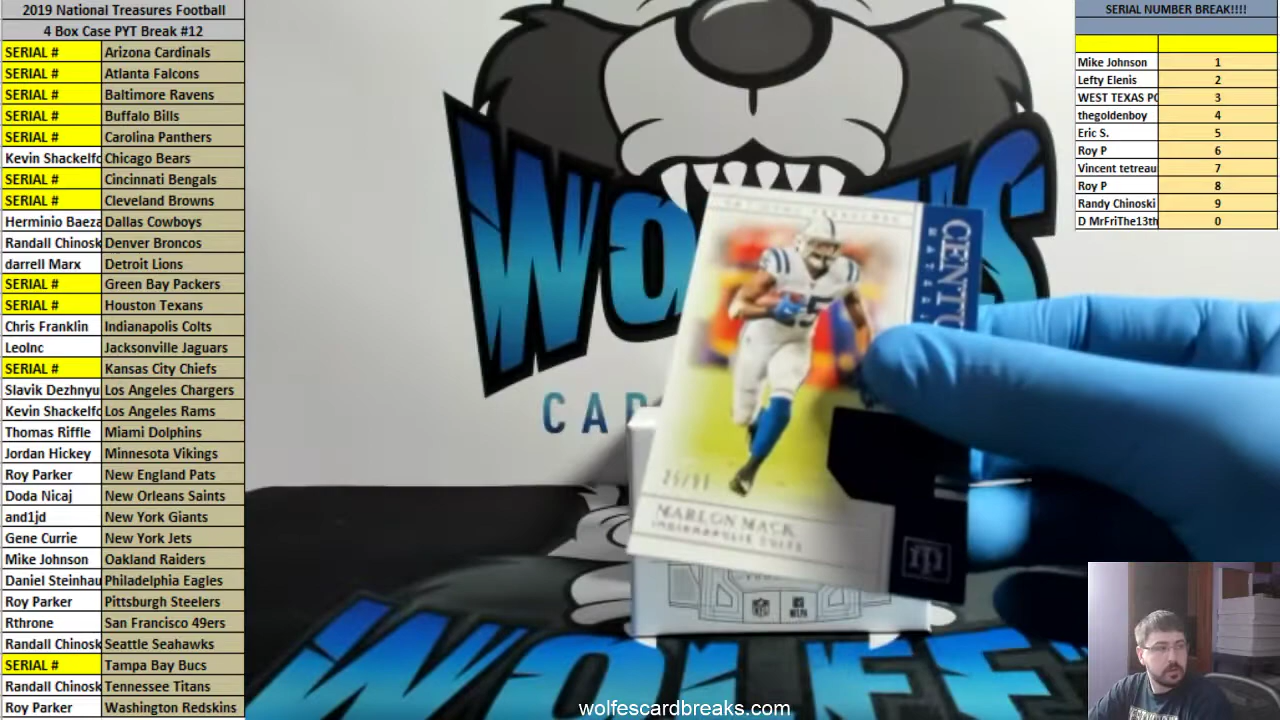 2019 National Treasures Football
4 Box Case PYT Break #12
SERIAL # Arizona Cardinals
SERIAL # Atlanta Falcons
SERIAL # Baltimore Ravens
SERIAL # Buffalo Bills
SERIAL # Carolina Panthers
Kevin Shackelfo Chicago Bears
SERIAL # Cincinnati Bengals
SERIAL # Cleveland Browns
Herminio Baeza Dallas Cowboys
Randall Chinosk Denver Broncos
darrell Marx Detroit Lions
SERIAL # Green Bay Packers
SERIAL # Houston Texans
Chris Franklin Indianapolis Colts
LeoInc Jacksonville Jaguars
SERIAL # Kansas City Chiefs
Slavik Dezhnyu Los Angeles Chargers
Kevin Shackelfo Los Angeles Rams
Thomas Riffle Miami Dolphins
Jordan Hickey Minnesota Vikings
Roy Parker New England Pats
Doda Nicaj New Orleans Saints
and1jd New York Giants
Gene Currie New York Jets
Mike Johnson Oakland Raiders
Daniel Steinhau Philadelphia Eagles
Roy Parker Pittsburgh Steelers
Rthrone San Francisco 49ers
Randall Chinosk Seattle Seahawks
SERIAL # Tampa Bay Bucs
Randall Chinosk Tennessee Titans
Roy Parker Washington Redskins
SERIAL NUMBER BREAK!!!!
Mike Johnson 1
Lefty Elenis 2
WEST TEXAS PO 3
thegoldenboy 4
Eric S. 5
Roy P 6
Vincent tetreau 7
Roy P 8
Randy Chinoski 9
D MrFriThe13th 0
CENTU
MARLON MACK
INDIANAPOLIS COLTS
WOLFE'S
CAR
WOLFE
wolfescardbreaks.com